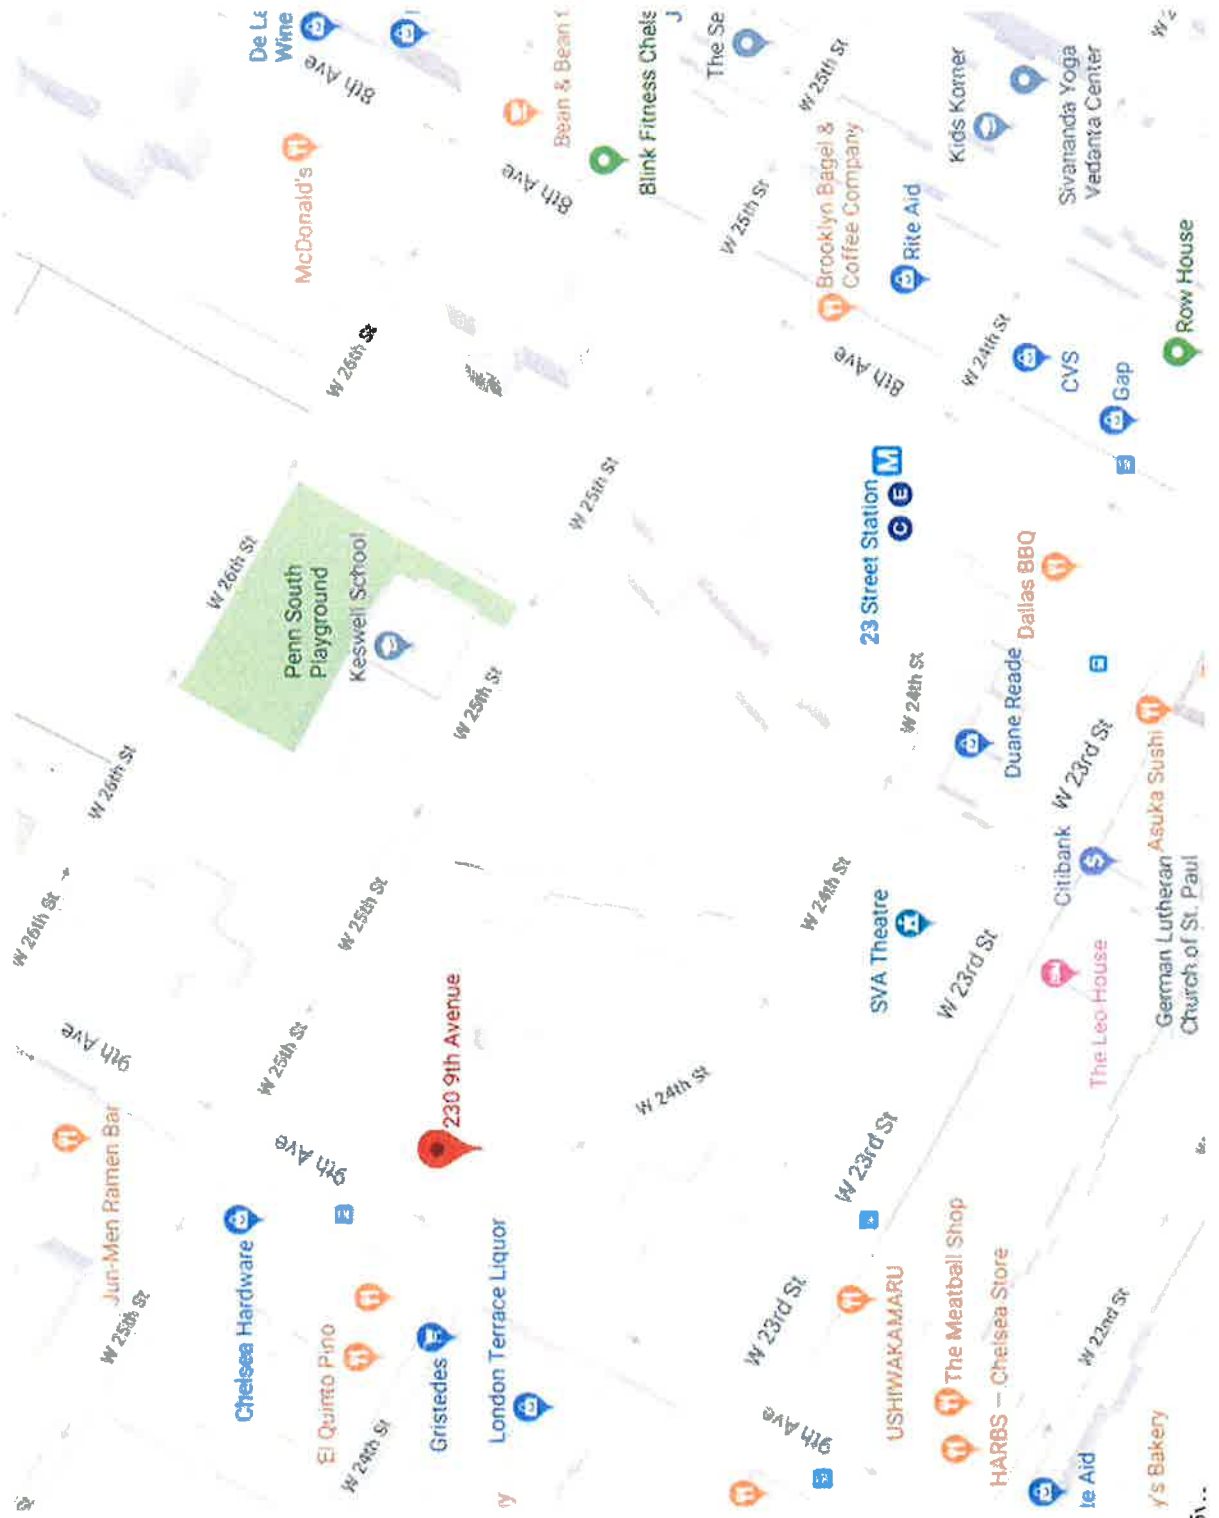 De La
Wine
8th Ave
McDonald's
Bean & Bean
8th Ave
Blink Fitness Chels
J
The Se
W 25th St
Kids Korner
Sivananda Yoga
Vedanta Center
W 25th St
Brooklyn Bagel &
Coffee Company
Rite Aid
Row House
W 26th St
8th Ave
W 24th St
CVS
Gap
W 26th St
Penn South
Playground
Keswell School
W 25th St
23 Street Station
M
C E
Dallas BBQ
W 26th St
W 25th St
W 24th St
Duane Reade
W 23rd St
Asuka Sushi
W 26th St
W 25th St
W 24th St
SVA Theatre
W 23rd St
Citibank
$
The Leo House
German Lutheran
Church of St. Paul
9th Ave
W 25th St
230 9th Avenue
W 24th St
Jun-Men Ramen Bar
9th Ave
W 23rd St
W 25th St
Chelsea Hardware
El Quinto Pino
Gristedes
London Terrace Liquor
W 24th St
W 23rd St
9th Ave
USHIWAKAMARU
The Meatball Shop
HARBS — Chelsea Store
W 22nd St
te Aid
y's Bakery
St